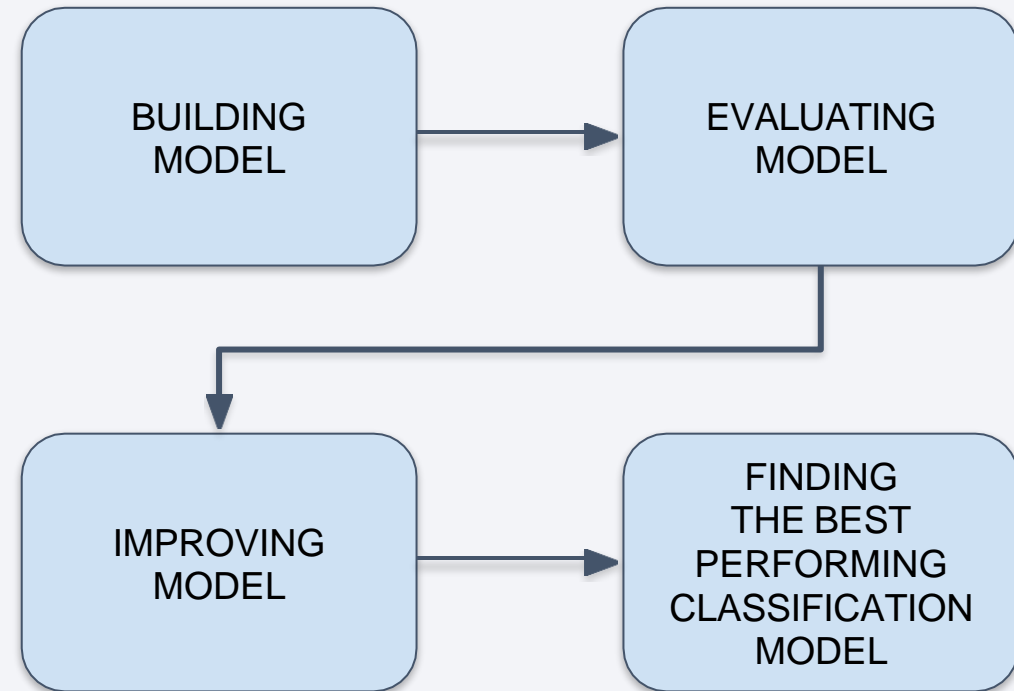 BUILDING
MODEL
EVALUATING
MODEL
IMPROVING
MODEL
FINDING
THE BEST
PERFORMING
CLASSIFICATION
MODEL